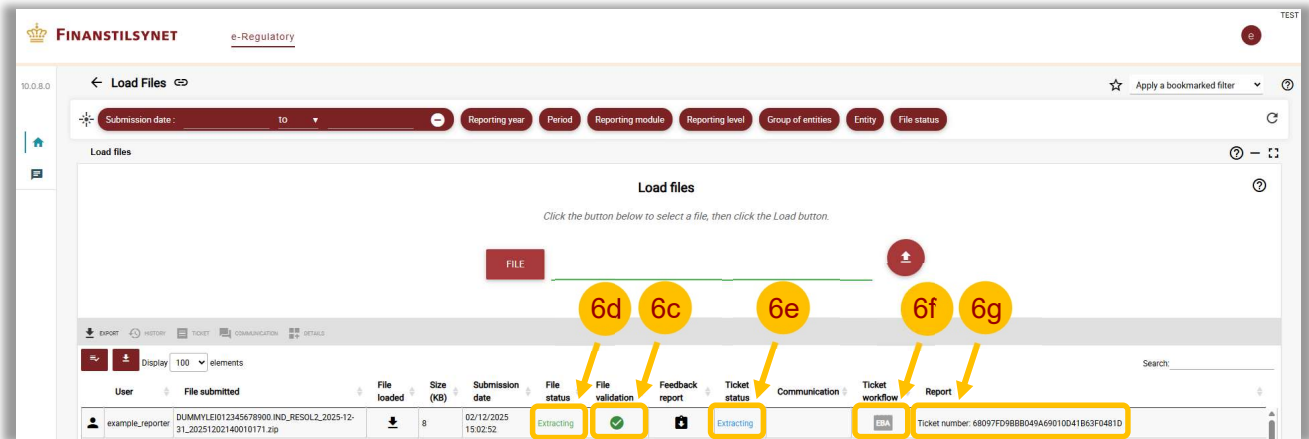 TEST
FINANSTILSYNET e-Regulatory e
10.0.8.0 Load Files Apply a bookmarked filter
Submission date : to Reporting year Period Reporting module Reporting level Group of entities Entity File status
Load files
Load files
Click the button below to select a file, then click the Load button.
FILE
6d 6c 6e 6f 6g
EXPORT HISTORY TICKET COMMUNICATION DETAILS
Display 100 elements Search:
User File submitted File loaded Size (KB) Submission date File status File validation Feedback report Ticket status Communication Ticket workflow Report
example_reporter DUMMYLEI012345678900.IND_RESOL2_2025-12-31_20251202140010171.zip 8 02/12/2025 15:02:52 Extracting Extracting EBA Ticket number: 68097FD9BBB049A69010D41B63F0481D